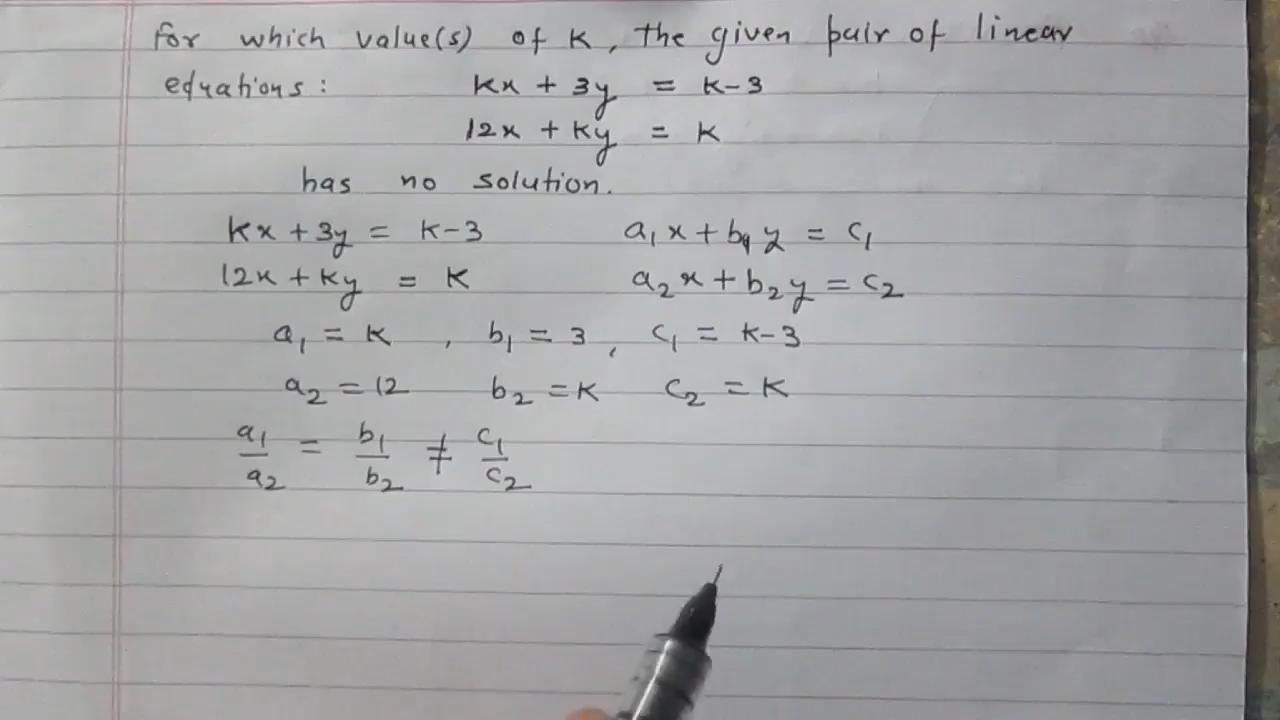 for which value(s) of K, the given pair of linear
equations: kx + 3y = K-3
12x + Ky = K
has no solution.
kx + 3y = K-3 a₁x + b₁y = c₁
12x + Ky = K a₂x + b₂y = c₂
a₁ = K , b₁ = 3 , c₁ = K-3
a₂ = 12 b₂ = K c₂ = K
a₁/a₂ = b₁/b₂ ≠ c₁/c₂